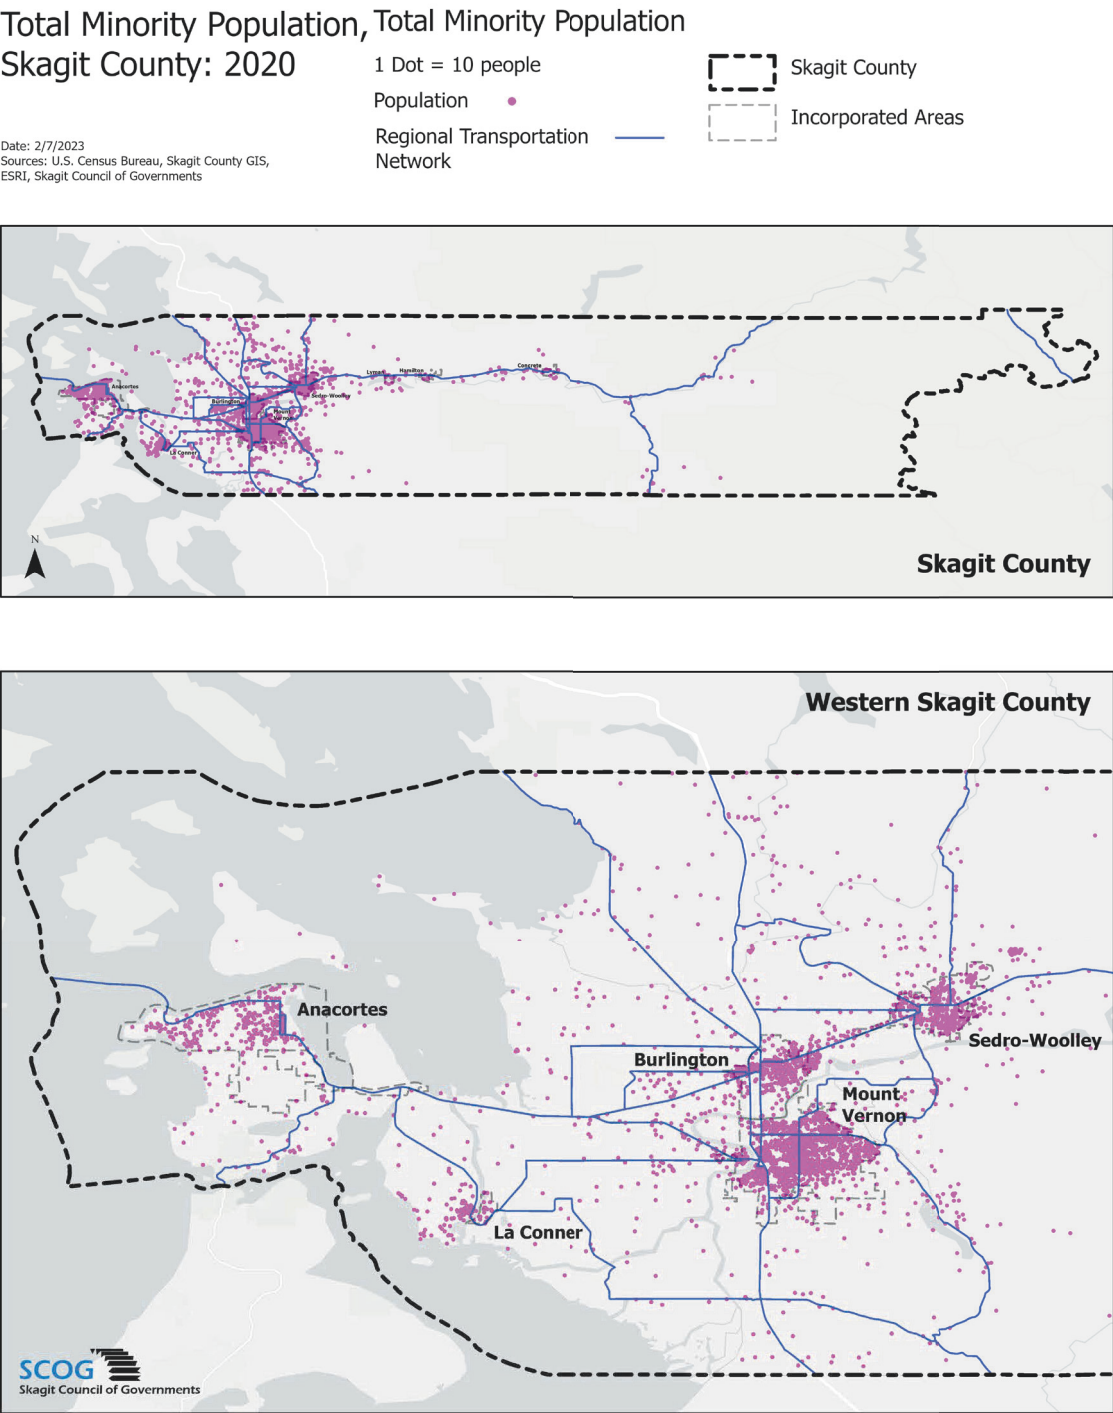 Total Minority Population,
Skagit County: 2020
Date: 2/7/2023
Sources: U.S. Census Bureau, Skagit County GIS,
ESRI, Skagit Council of Governments
Total Minority Population
1 Dot = 10 people
Population
Regional Transportation
Network
Skagit County
Incorporated Areas
Anacortes
Burlington
Mount
Vernon
Sedro-Woolley
La Conner
Lyman
Hamilton
Concrete
N
Skagit County
Western Skagit County
Anacortes
Burlington
Sedro-Woolley
Mount
Vernon
La Conner
SCOG
Skagit Council of Governments